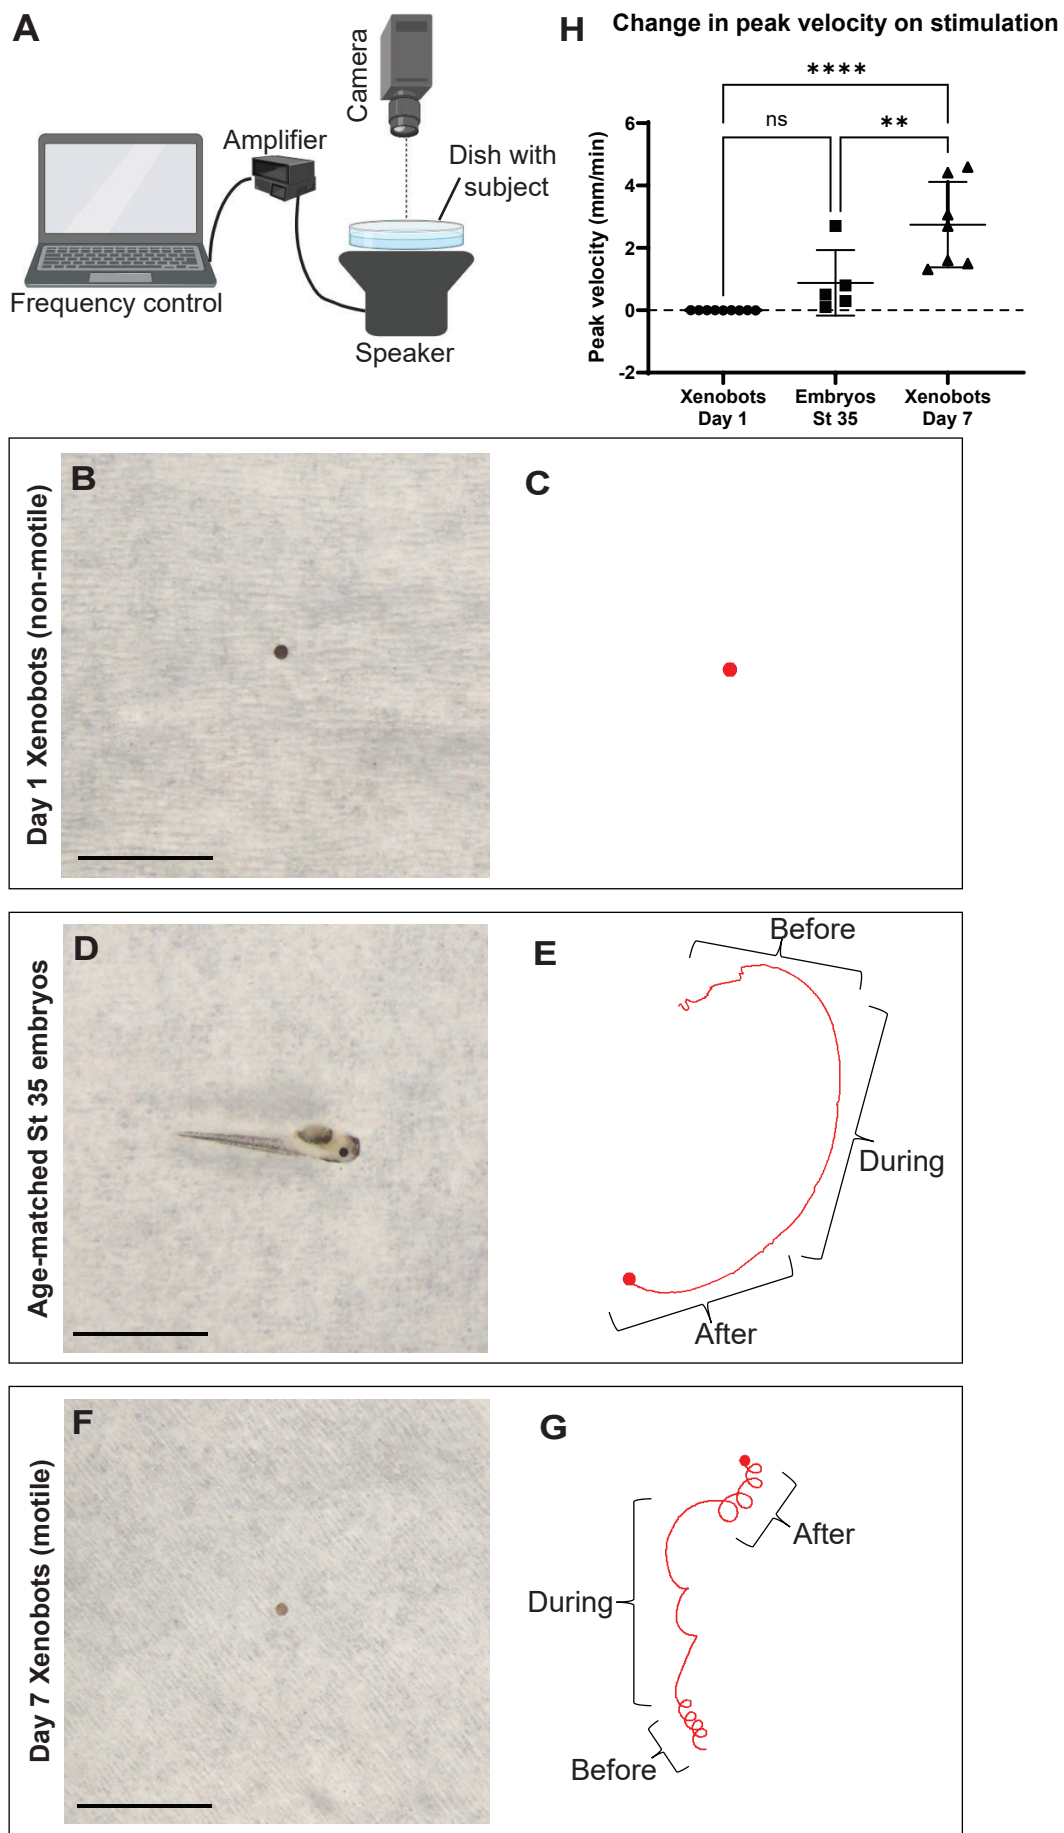 A
Camera
Amplifier
Dish with
subject
Frequency control
Speaker
H
Change in peak velocity on stimulation
****
ns
**
6
4
2
0
-2
Peak velocity (mm/min)
Xenobots
Day 1
Embryos
St 35
Xenobots
Day 7
Day 1 Xenobots (non-motile)
B
C
Age-matched St 35 embryos
D
E
Before
During
After
Day 7 Xenobots (motile)
F
G
After
During
Before